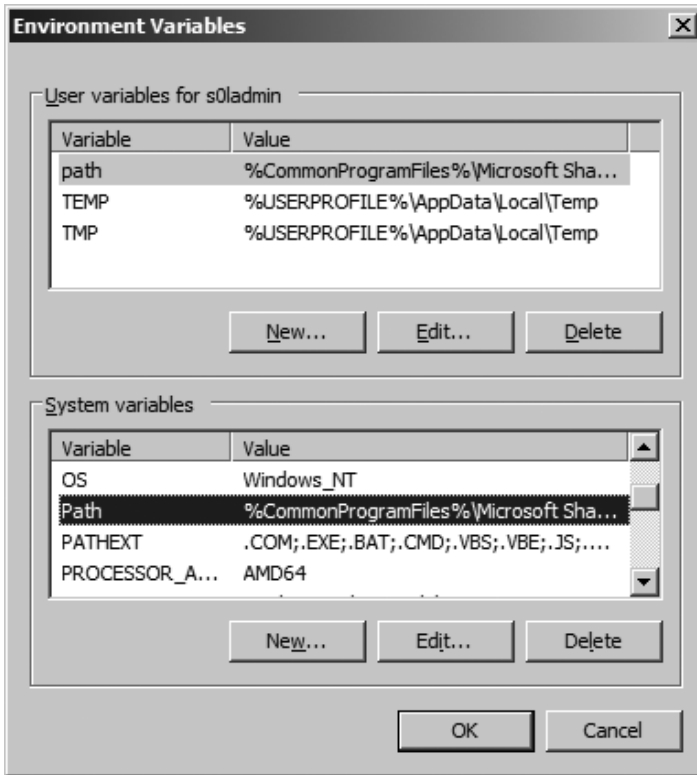 Environment Variables
User variables for s0ladmin
Variable Value
path %CommonProgramFiles%\Microsoft Sha...
TEMP %USERPROFILE%\AppData\Local\Temp
TMP %USERPROFILE%\AppData\Local\Temp
New... Edit... Delete
System variables
Variable Value
OS Windows_NT
Path %CommonProgramFiles%\Microsoft Sha...
PATHEXT .COM;.EXE;.BAT;.CMD;.VBS;.VBE;.JS;....
PROCESSOR_A... AMD64
New... Edit... Delete
OK Cancel